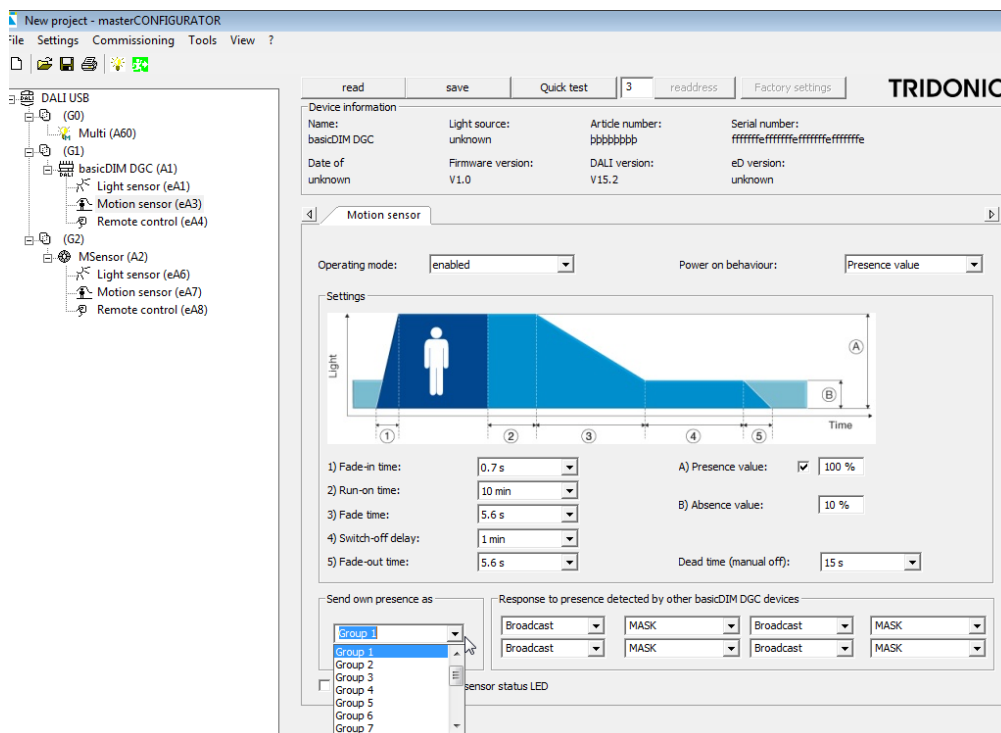 New project - masterCONFIGURATOR
File Settings Commissioning Tools View ?
read save Quick test 3 readdress Factory settings TRIDONIC
DALI USB
(G0)
Multi (A60)
(G1)
basicDIM DGC (A1)
Light sensor (eA1)
Motion sensor (eA3)
Remote control (eA4)
(G2)
MSensor (A2)
Light sensor (eA6)
Motion sensor (eA7)
Remote control (eA8)
Device information
Name: Light source: Article number: Serial number:
basicDIM DGC unknown þþþþþþþþ fffffffefffffffefffffffefffffffe
Date of Firmware version: DALI version: eD version:
unknown V1.0 V15.2 unknown
Motion sensor
Operating mode: enabled Power on behaviour: Presence value
Settings
Light
A
B
1 2 3 4 5 Time
1) Fade-in time: 0.7 s A) Presence value: 100 %
2) Run-on time: 10 min
B) Absence value: 10 %
3) Fade time: 5.6 s
4) Switch-off delay: 1 min
5) Fade-out time: 5.6 s Dead time (manual off): 15 s
Send own presence as Response to presence detected by other basicDIM DGC devices
Group 1 Broadcast MASK Broadcast MASK
Broadcast MASK Broadcast MASK
Group 1
Group 2
Group 3
Group 4 sensor status LED
Group 5
Group 6
Group 7